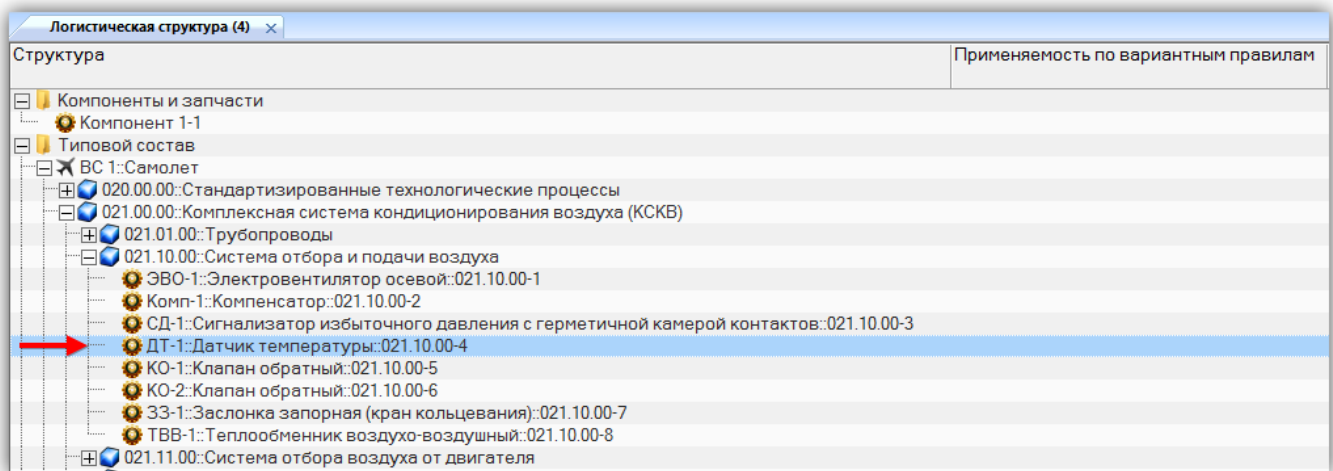 Логистическая структура (4)
Структура Применяемость по вариантным правилам
Компоненты и запчасти
Компонент 1-1
Типовой состав
ВС 1::Самолет
020.00.00::Стандартизированные технологические процессы
021.00.00::Комплексная система кондиционирования воздуха (КСКВ)
021.01.00::Трубопроводы
021.10.00::Система отбора и подачи воздуха
ЭВО-1::Электровентилятор осевой::021.10.00-1
Комп-1::Компенсатор::021.10.00-2
СД-1::Сигнализатор избыточного давления с герметичной камерой контактов::021.10.00-3
ДТ-1::Датчик температуры::021.10.00-4
КО-1::Клапан обратный::021.10.00-5
КО-2::Клапан обратный::021.10.00-6
ЗЗ-1::Заслонка запорная (кран кольцевания)::021.10.00-7
ТВВ-1::Теплообменник воздухо-воздушный::021.10.00-8
021.11.00::Система отбора воздуха от двигателя